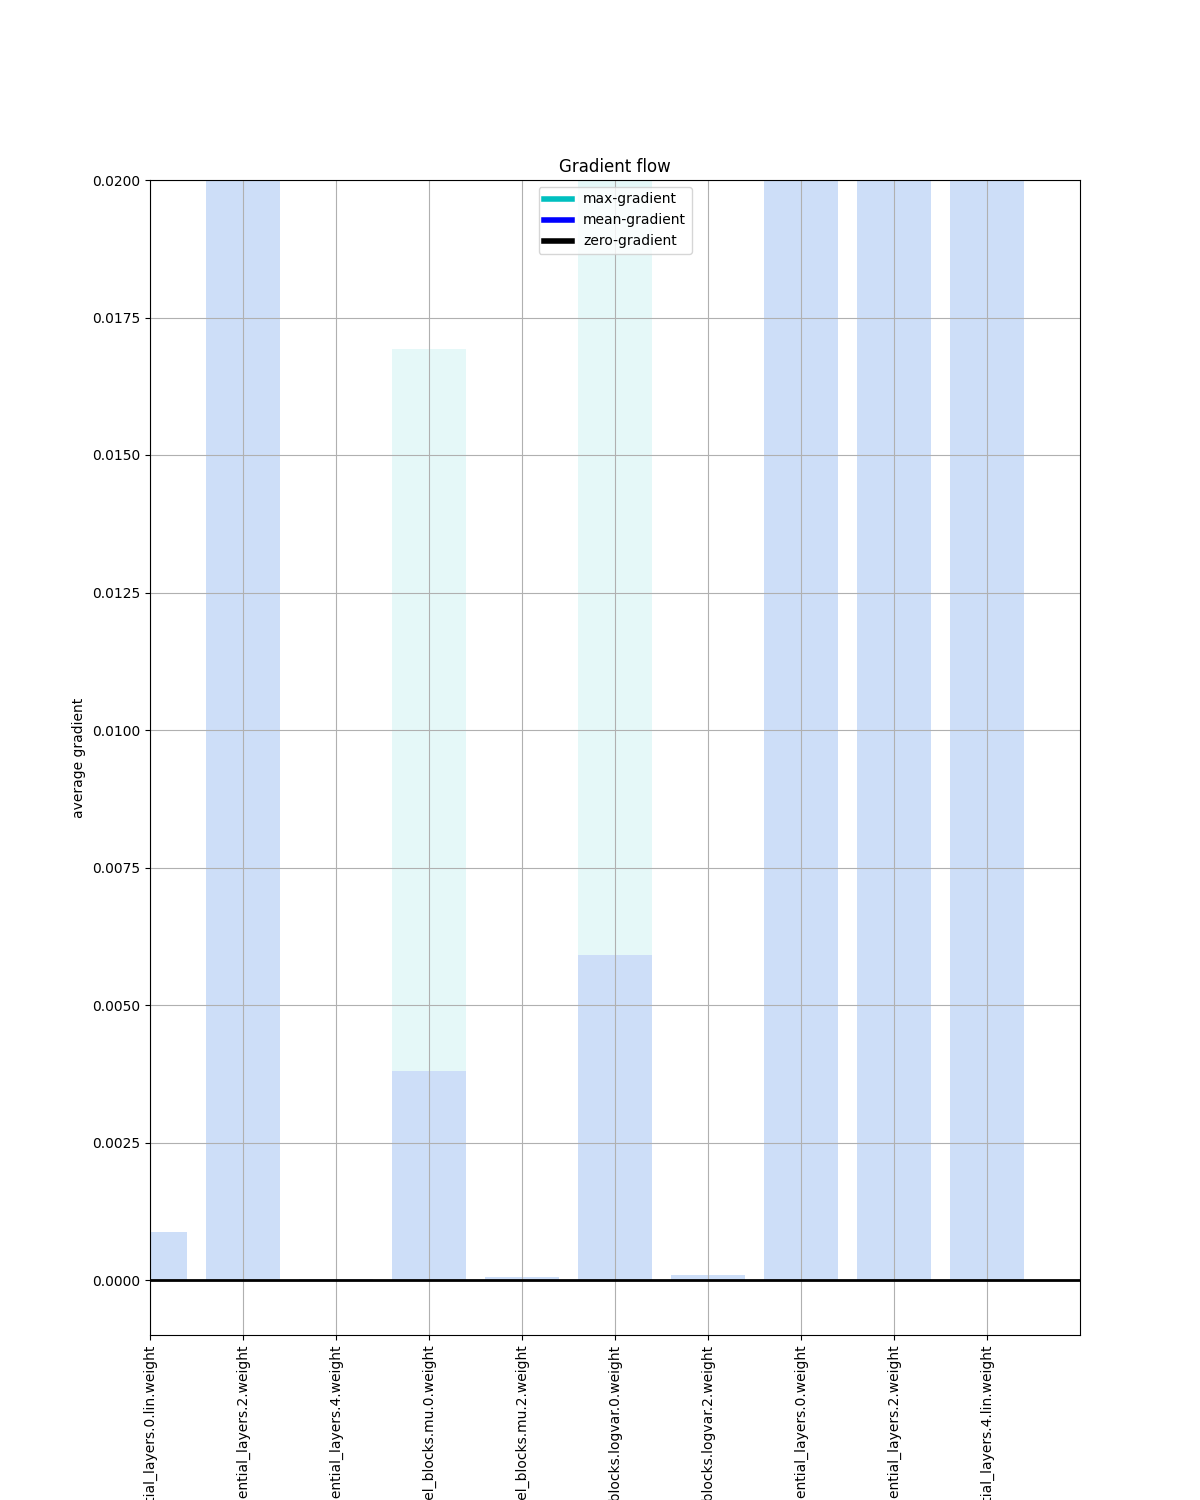 Gradient flow
max-gradient
mean-gradient
zero-gradient
0.0200
0.0175
0.0150
0.0125
0.0100
0.0075
0.0050
0.0025
0.0000
average gradient
tial_layers.0.lin.weight
ential_layers.2.weight
ential_layers.4.weight
el_blocks.mu.0.weight
el_blocks.mu.2.weight
blocks.logvar.0.weight
blocks.logvar.2.weight
ential_layers.0.weight
ential_layers.2.weight
tial_layers.4.lin.weight